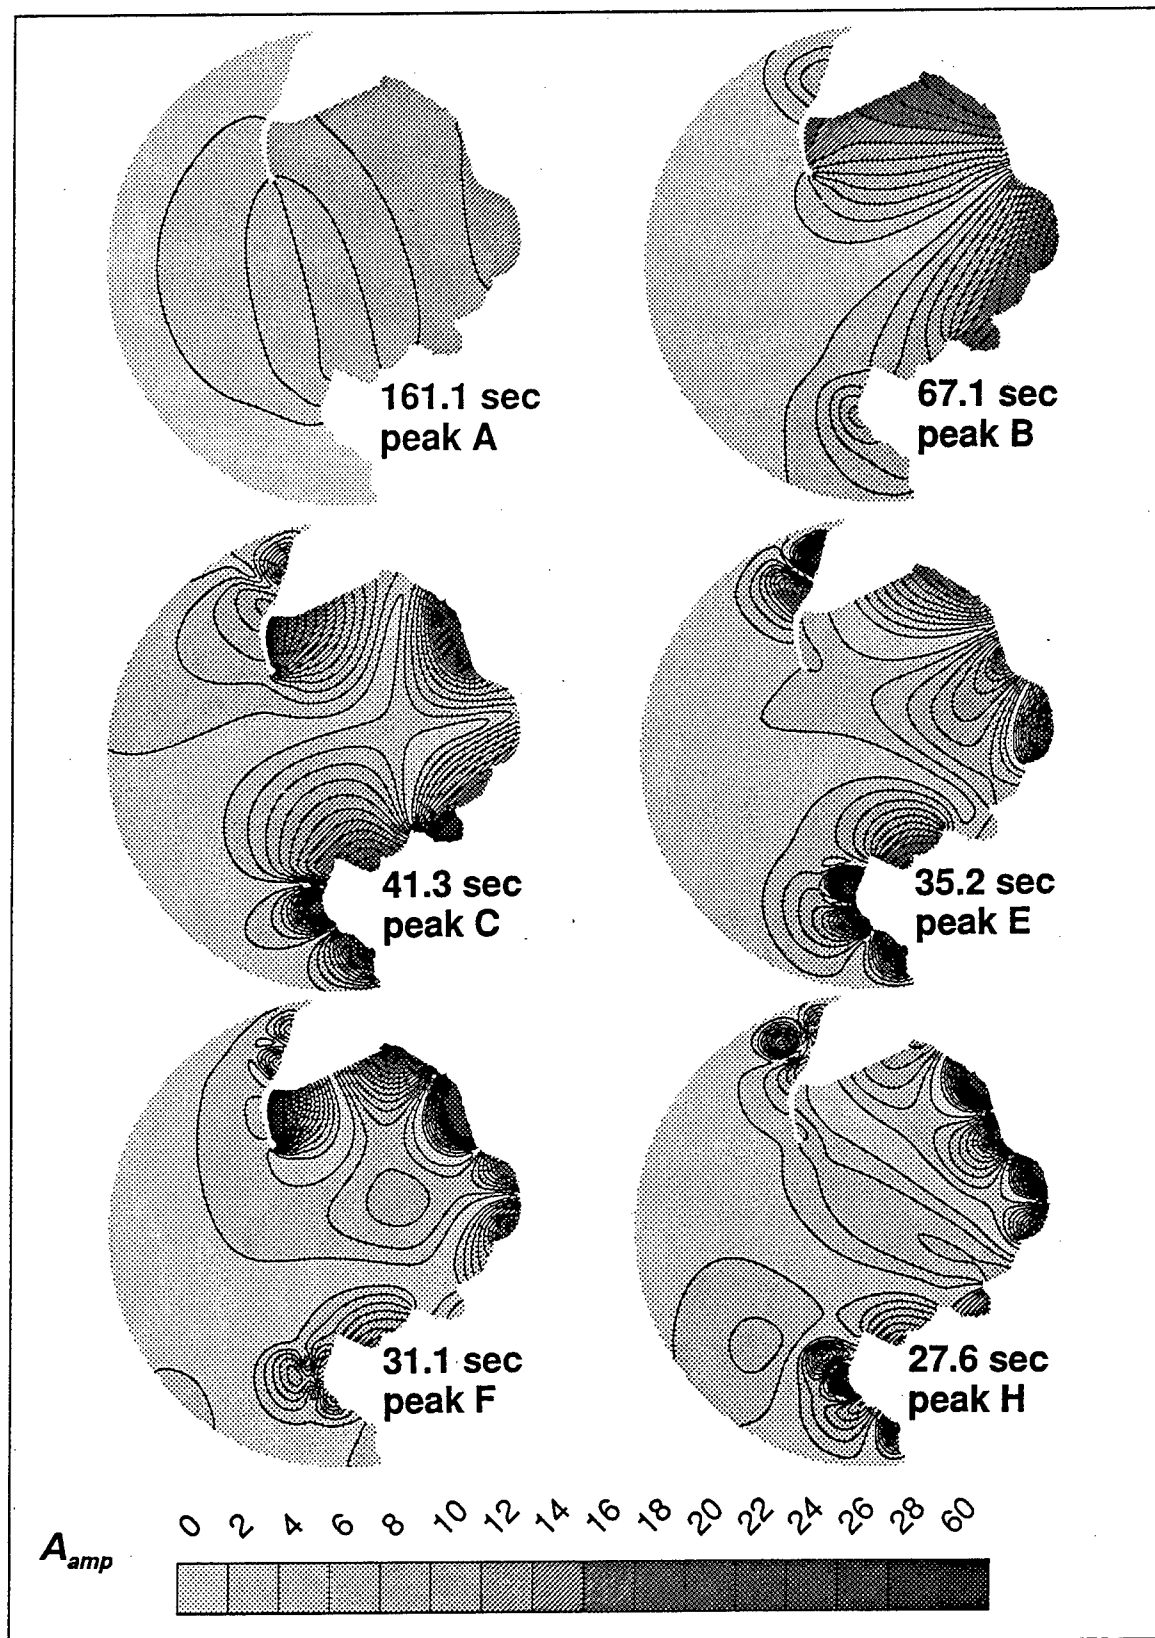 161.1 sec
peak A
67.1 sec
peak B
41.3 sec
peak C
35.2 sec
peak E
31.1 sec
peak F
27.6 sec
peak H
0 2 4 6 8 10 12 14 16 18 20 22 24 26 28 60
Aamp